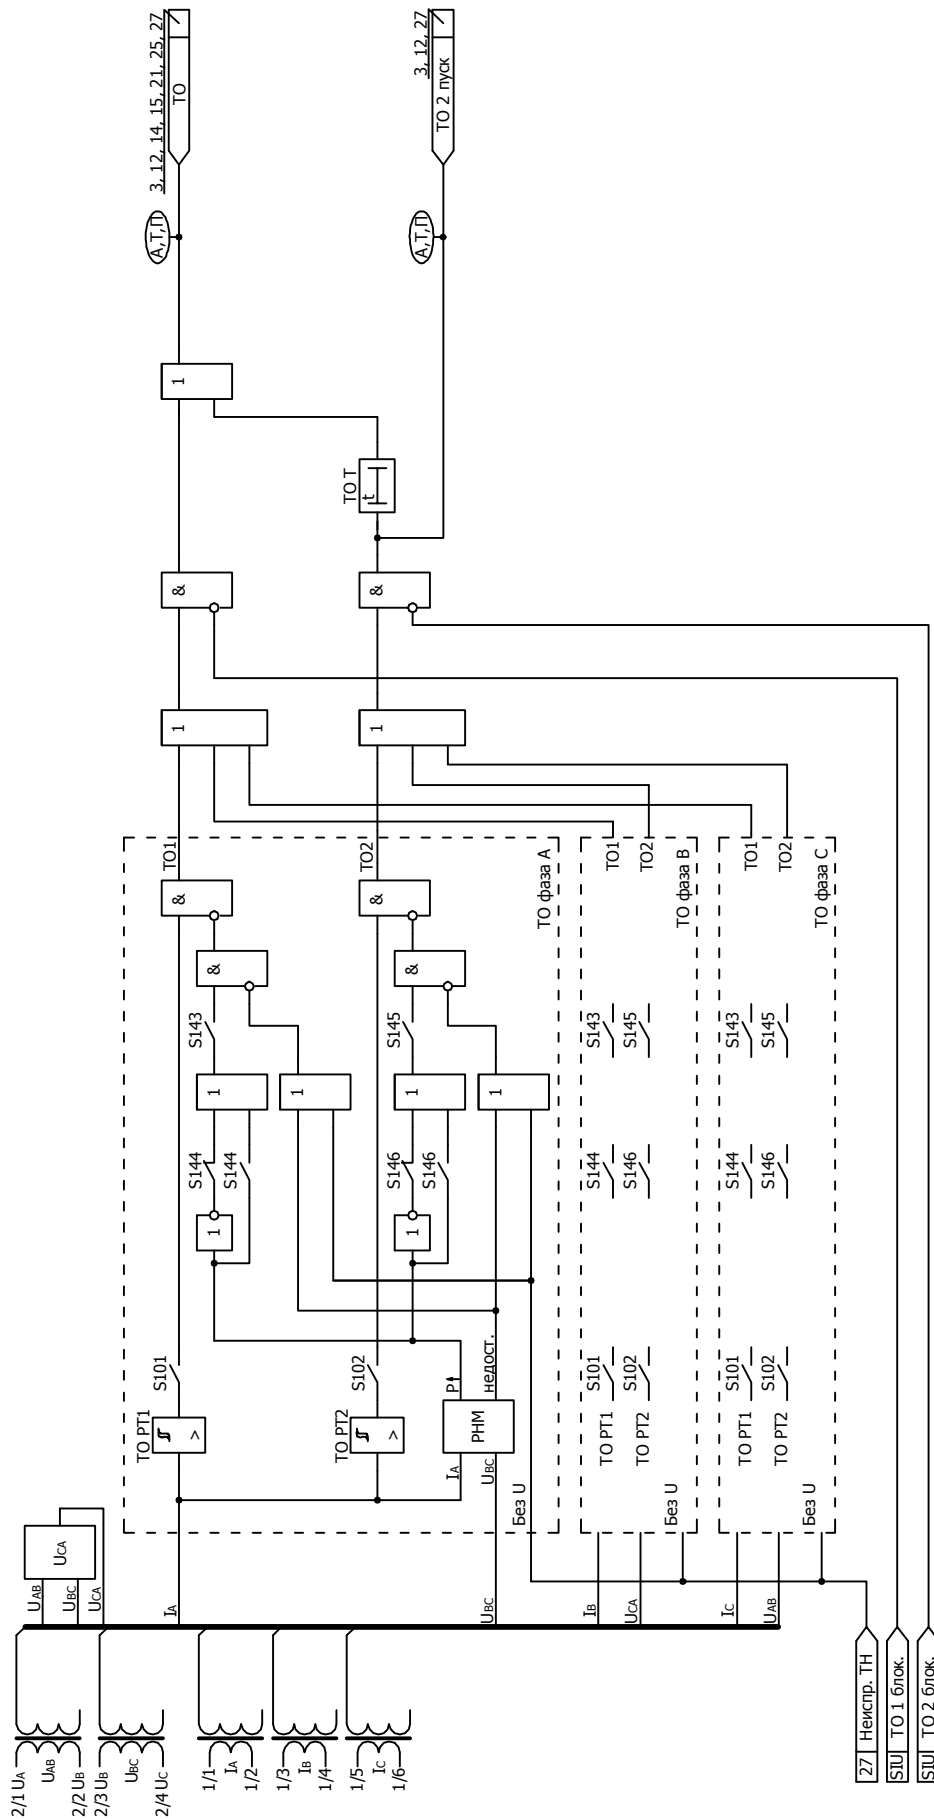 2/1 UA
UAB
2/2 UB
2/3 UB
UBC
2/4 UC
1/1
IA
1/2
1/3
IB
1/4
1/5
IC
1/6
UAB
UBC
UCA
UCA
IA
UBC
IB
UCA
IC
UAB
27 Неиспр. ТН
SIU ТО 1 блок.
SIU ТО 2 блок.
ТО РТ1
>
S101
ТО РТ2
>
S102
IA
UBC
РНМ
P
недост.
Без U
1
S144
S144
1
S143
1
&
&
ТО1
1
S146
S146
1
S145
1
&
&
ТО2
ТО фаза А
ТО РТ1
S101
S144
S143
ТО1
ТО РТ2
S102
S146
S145
ТО2
Без U
ТО фаза В
ТО РТ1
S101
S144
S143
ТО1
ТО РТ2
S102
S146
S145
ТО2
Без U
ТО фаза С
1
&
1
А,Т,П
ТО
3, 12, 14, 15, 21, 25, 27
1
&
ТО Т
t
А,Т,П
ТО 2 пуск
3, 12, 27